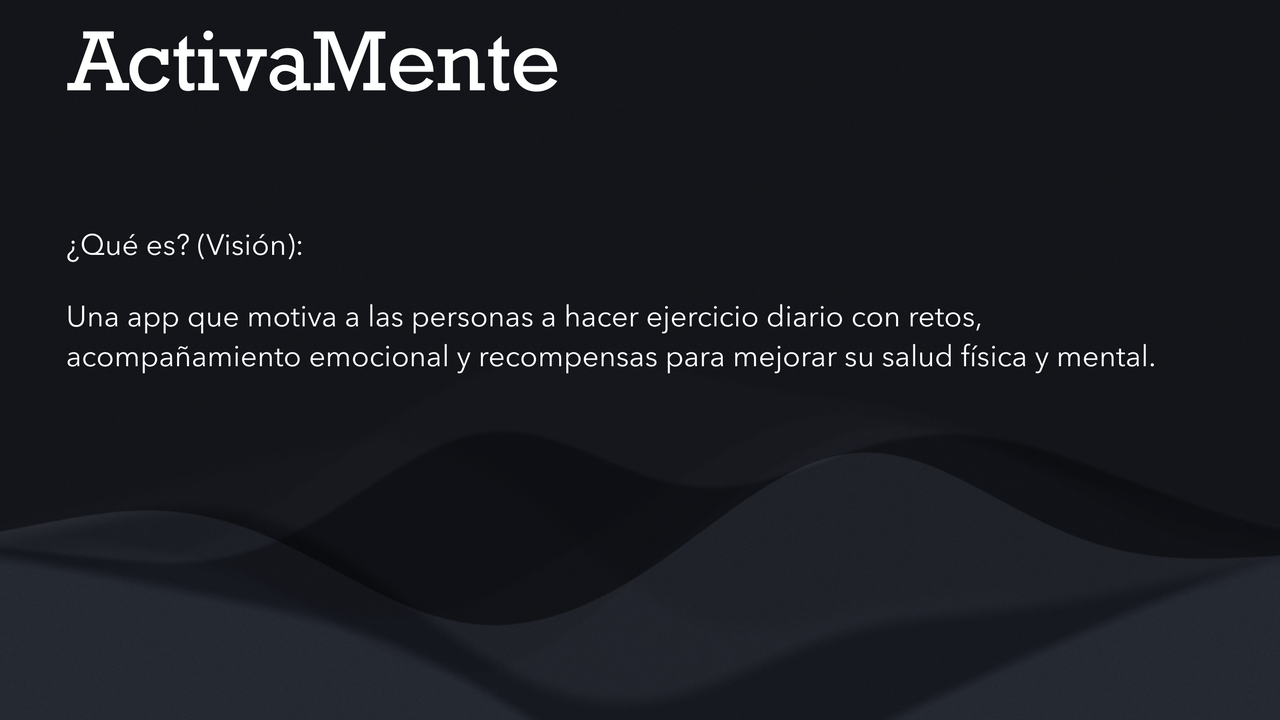 ActivaMente
¿Qué es? (Visión):
Una app que motiva a las personas a hacer ejercicio diario con retos,
acompañamiento emocional y recompensas para mejorar su salud física y mental.